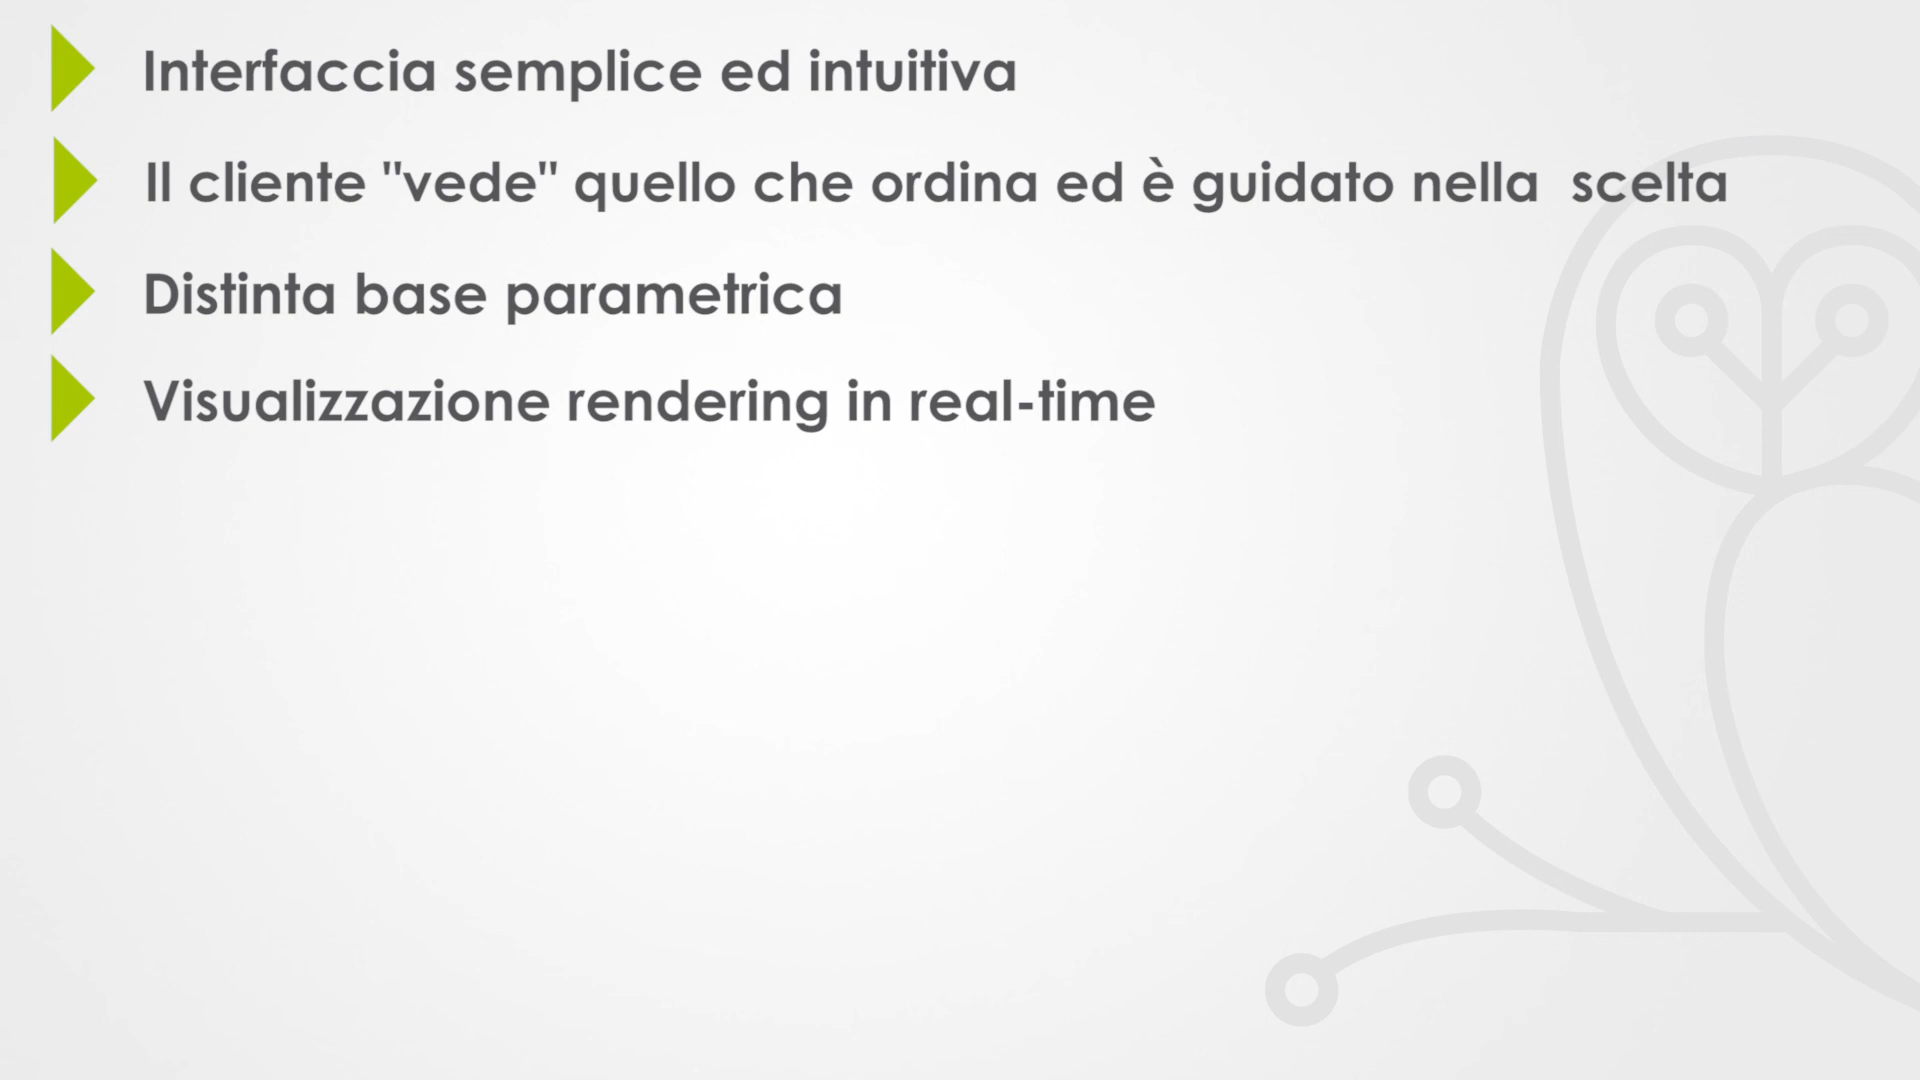 Interfaccia semplice ed intuitiva
Il cliente "vede" quello che ordina ed è guidato nella  scelta
Distinta base parametrica
Visualizzazione rendering in real-time